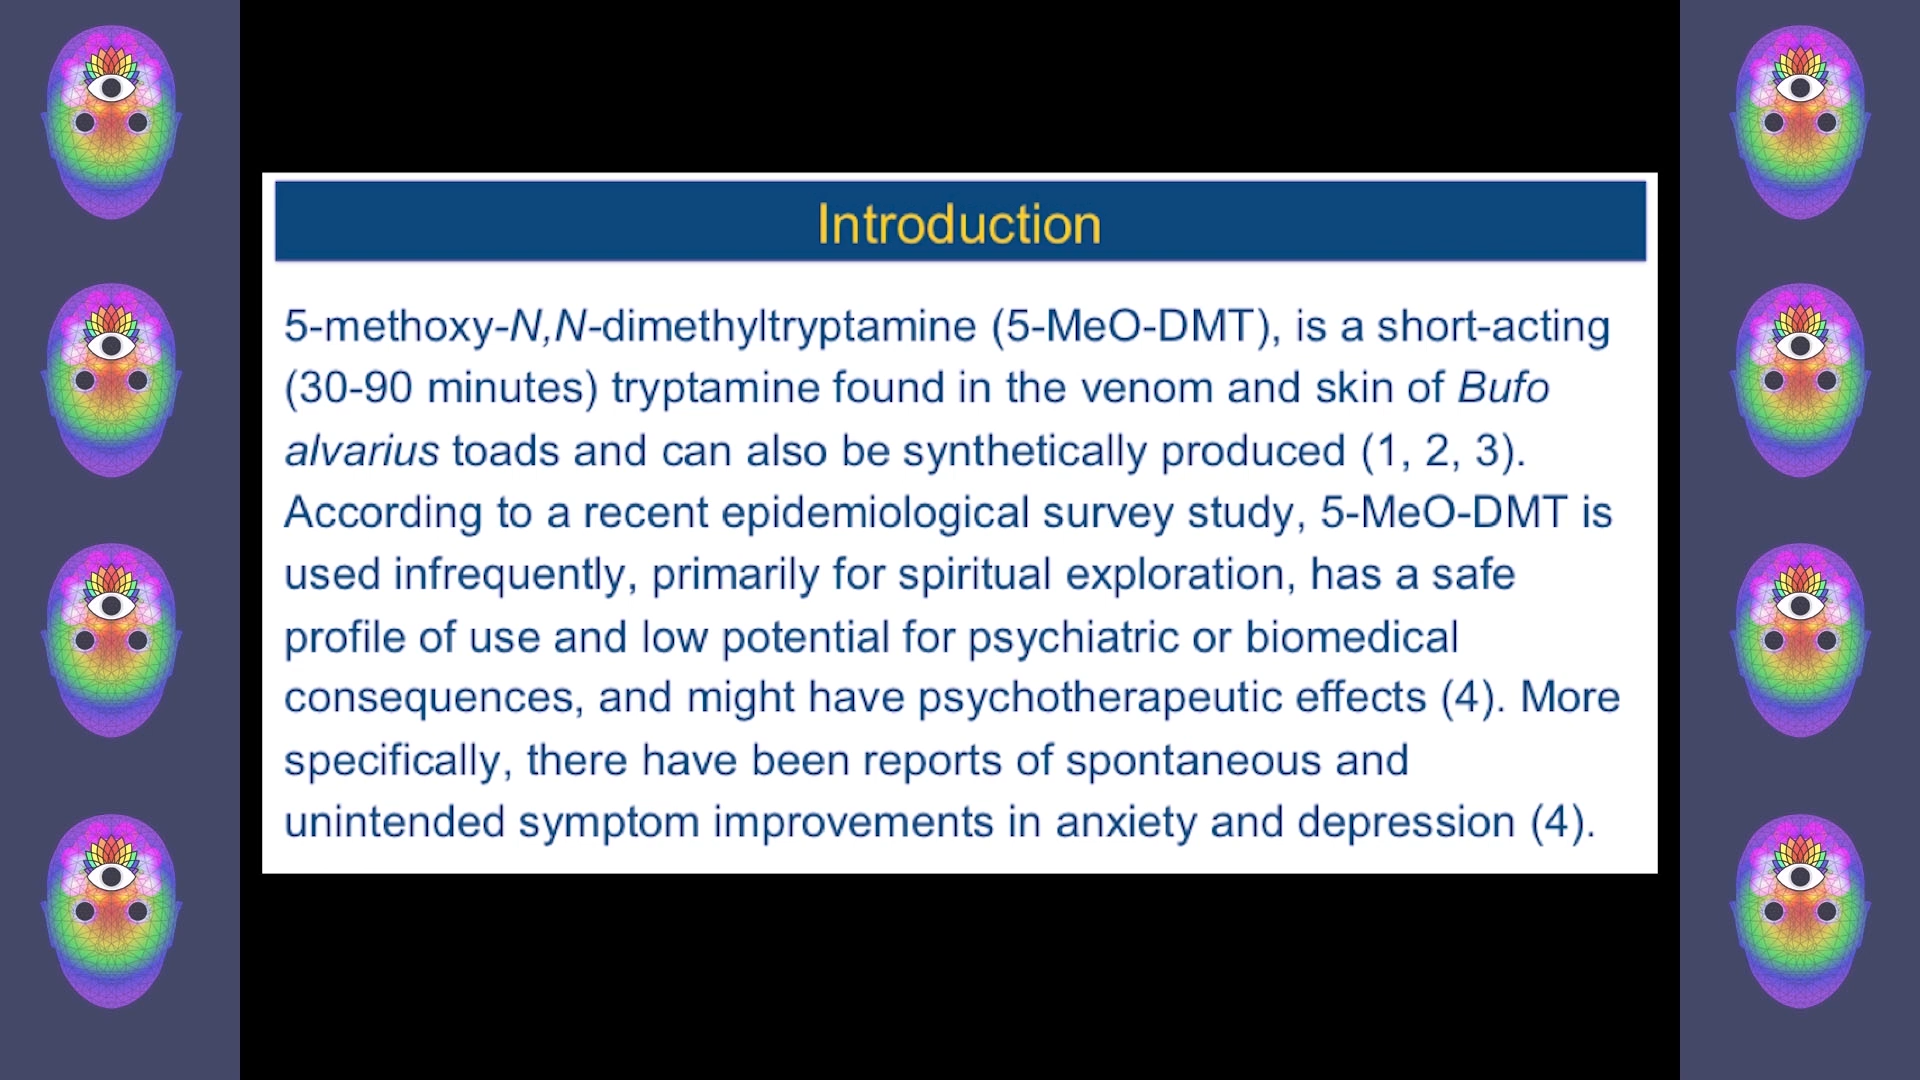 Introduction
5-methoxy-N,N-dimethyltryptamine (5-MeO-DMT), is a short-acting
(30-90 minutes) tryptamine found in the venom and skin of Bufo
alvarius toads and can also be synthetically produced (1, 2, 3).
According to a recent epidemiological survey study, 5-MeO-DMT is
used infrequently, primarily for spiritual exploration, has a safe
profile of use and low potential for psychiatric or biomedical
consequences, and might have psychotherapeutic effects (4). More
specifically, there have been reports of spontaneous and
unintended symptom improvements in anxiety and depression (4).